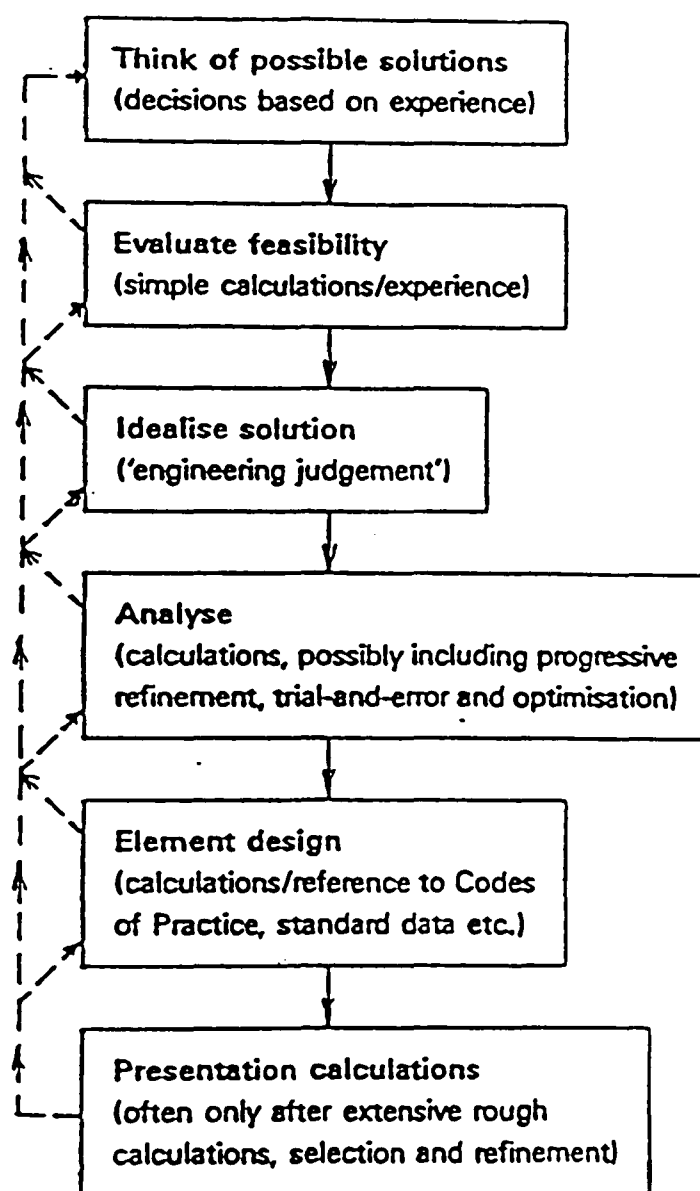 Think of possible solutions
(decisions based on experience)
Evaluate feasibility
(simple calculations/experience)
Idealise solution
('engineering judgement')
Analyse
(calculations, possibly including progressive
refinement, trial-and-error and optimisation)
Element design
(calculations/reference to Codes
of Practice, standard data etc.)
Presentation calculations
(often only after extensive rough
calculations, selection and refinement)